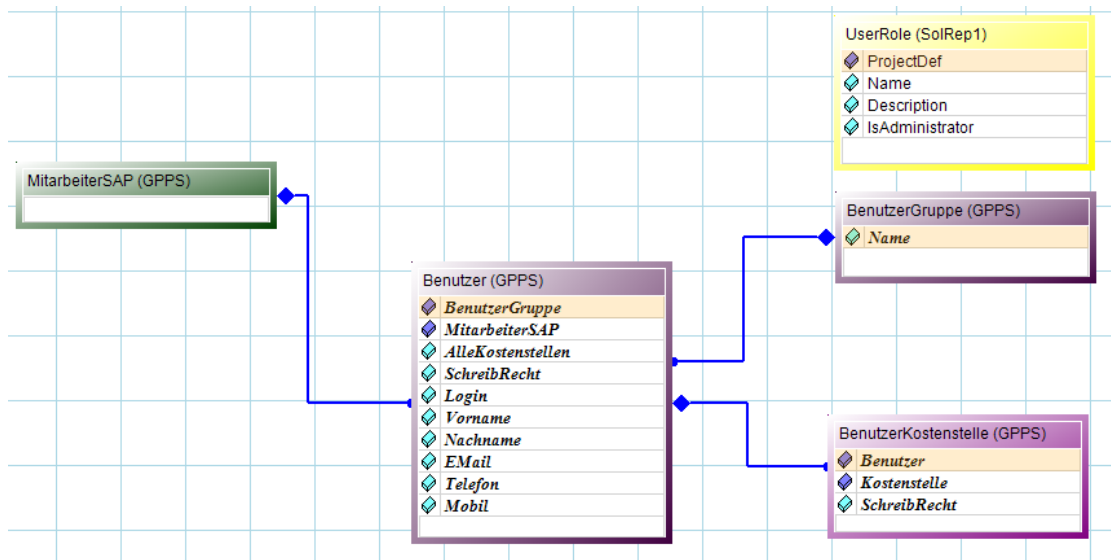 UserRole (SolRep1)
ProjectDef
Name
Description
IsAdministrator
MitarbeiterSAP (GPPS)
BenutzerGruppe (GPPS)
Name
Benutzer (GPPS)
BenutzerGruppe
MitarbeiterSAP
AlleKostenstellen
SchreibRecht
Login
Vorname
Nachname
EMail
Telefon
Mobil
BenutzerKostenstelle (GPPS)
Benutzer
Kostenstelle
SchreibRecht